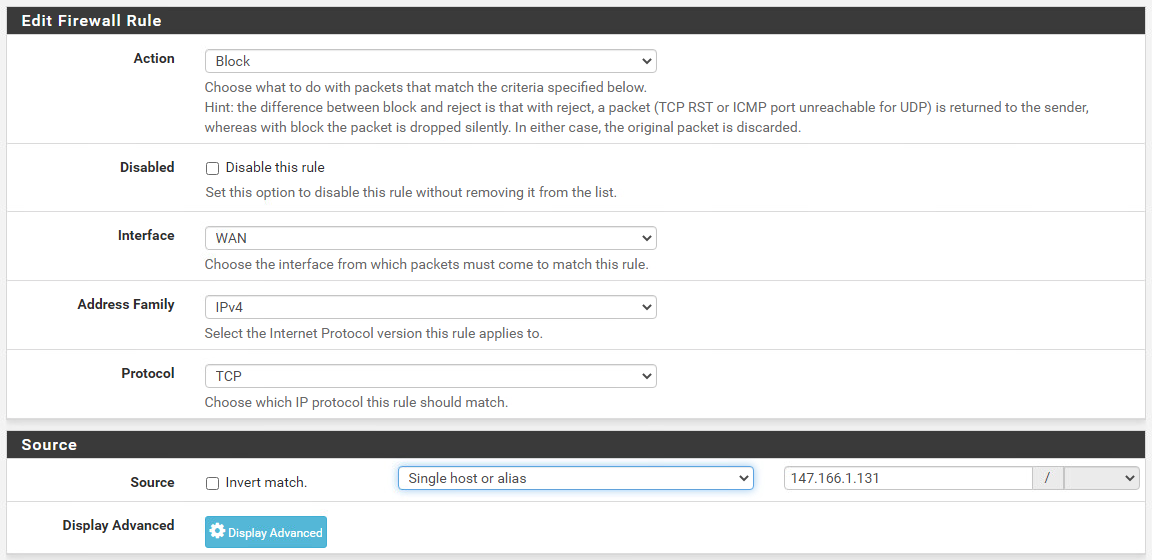 Edit Firewall Rule
Action
Block
Choose what to do with packets that match the criteria specified below.
Hint: the difference between block and reject is that with reject, a packet (TCP RST or ICMP port unreachable for UDP) is returned to the sender,
whereas with block the packet is dropped silently. In either case, the original packet is discarded.
Disabled
Disable this rule
Set this option to disable this rule without removing it from the list.
Interface
WAN
Choose the interface from which packets must come to match this rule.
Address Family
IPv4
Select the Internet Protocol version this rule applies to.
Protocol
TCP
Choose which IP protocol this rule should match.
Source
Source
Invert match.
Single host or alias
147.166.1.131
/
Display Advanced
Display Advanced